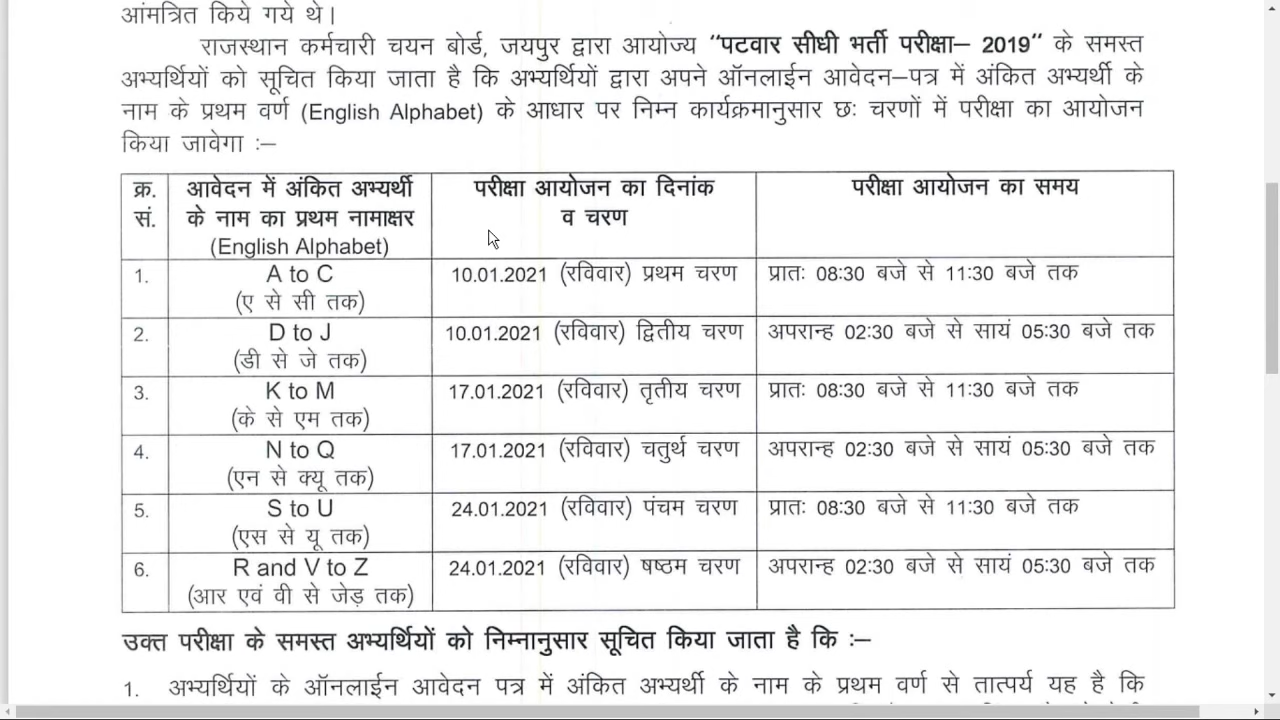 आंमत्रित किये गये थे।
राजस्थान कर्मचारी चयन बोर्ड, जयपुर द्वारा आयोज्य "पटवार सीधी भर्ती परीक्षा– 2019" के समस्त
अभ्यर्थियों को सूचित किया जाता है कि अभ्यर्थियों द्वारा अपने ऑनलाईन आवेदन–पत्र में अंकित अभ्यर्थी के
नाम के प्रथम वर्ण (English Alphabet) के आधार पर निम्न कार्यक्रमानुसार छः चरणों में परीक्षा का आयोजन
किया जावेगा :–
क्र. सं. आवेदन में अंकित अभ्यर्थी के नाम का प्रथम नामाक्षर (English Alphabet) परीक्षा आयोजन का दिनांक व चरण परीक्षा आयोजन का समय
1. A to C 10.01.2021 (रविवार) प्रथम चरण प्रातः 08:30 बजे से 11:30 बजे तक
(ए से सी तक)
2. D to J 10.01.2021 (रविवार) द्वितीय चरण अपरान्ह 02:30 बजे से सायं 05:30 बजे तक
(डी से जे तक)
3. K to M 17.01.2021 (रविवार) तृतीय चरण प्रातः 08:30 बजे से 11:30 बजे तक
(के से एम तक)
4. N to Q 17.01.2021 (रविवार) चतुर्थ चरण अपरान्ह 02:30 बजे से सायं 05:30 बजे तक
(एन से क्यू तक)
5. S to U 24.01.2021 (रविवार) पंचम चरण प्रातः 08:30 बजे से 11:30 बजे तक
(एस से यू तक)
6. R and V to Z 24.01.2021 (रविवार) षष्ठम चरण अपरान्ह 02:30 बजे से सायं 05:30 बजे तक
(आर एवं वी से जेड़ तक)
उक्त परीक्षा के समस्त अभ्यर्थियों को निम्नानुसार सूचित किया जाता है कि :–
1. अभ्यर्थियों के ऑनलाईन आवेदन पत्र में अंकित अभ्यर्थी के नाम के प्रथम वर्ण से तात्पर्य यह है कि